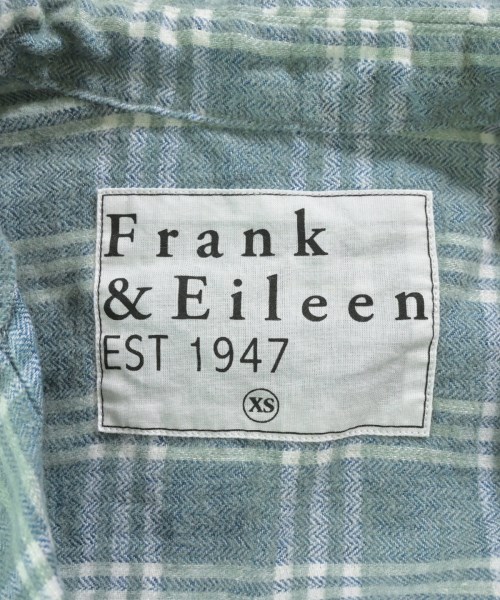 Frank
& Eileen
EST 1947
XS